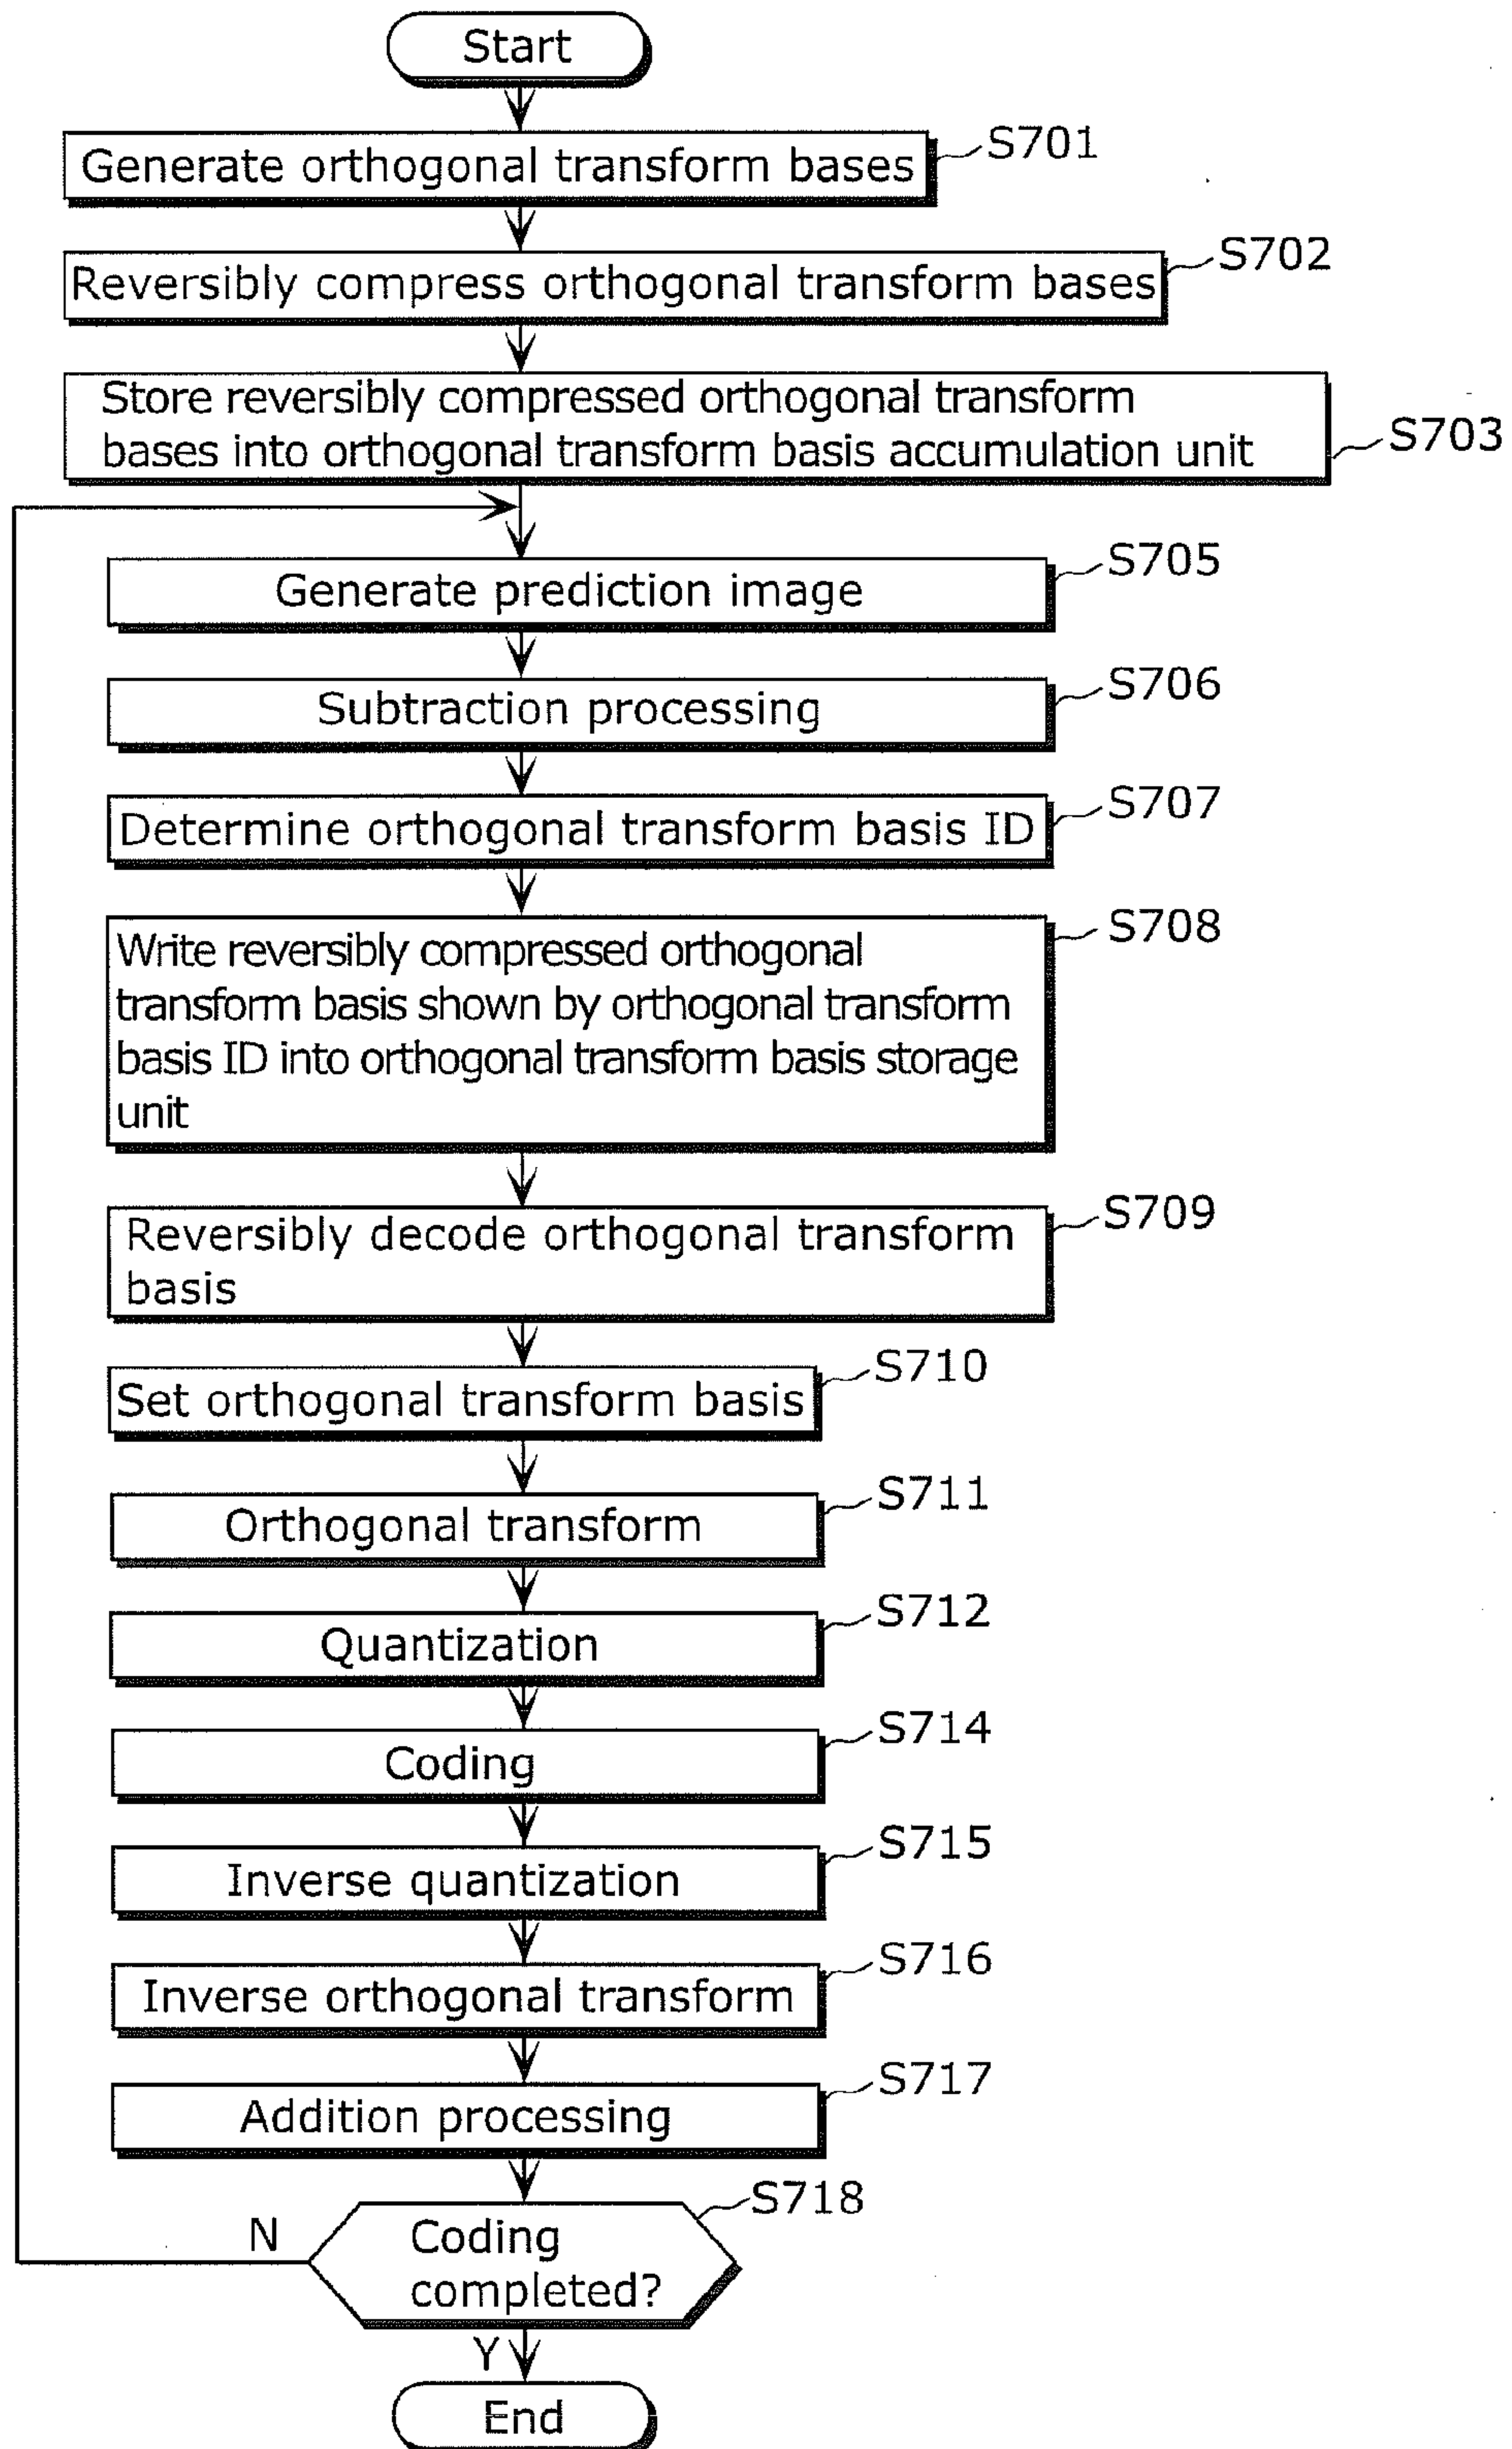 Start
Generate orthogonal transform bases
S701
Reversibly compress orthogonal transform bases
S702
Store reversibly compressed orthogonal transform
bases into orthogonal transform basis accumulation unit
S703
Generate prediction image
S705
Subtraction processing
S706
Determine orthogonal transform basis ID
S707
Write reversibly compressed orthogonal
transform basis shown by orthogonal transform
basis ID into orthogonal transform basis storage
unit
S708
Reversibly decode orthogonal transform
basis
S709
Set orthogonal transform basis
S710
Orthogonal transform
S711
Quantization
S712
Coding
S714
Inverse quantization
S715
Inverse orthogonal transform
S716
Addition processing
S717
Coding
completed?
S718
N
Y
End